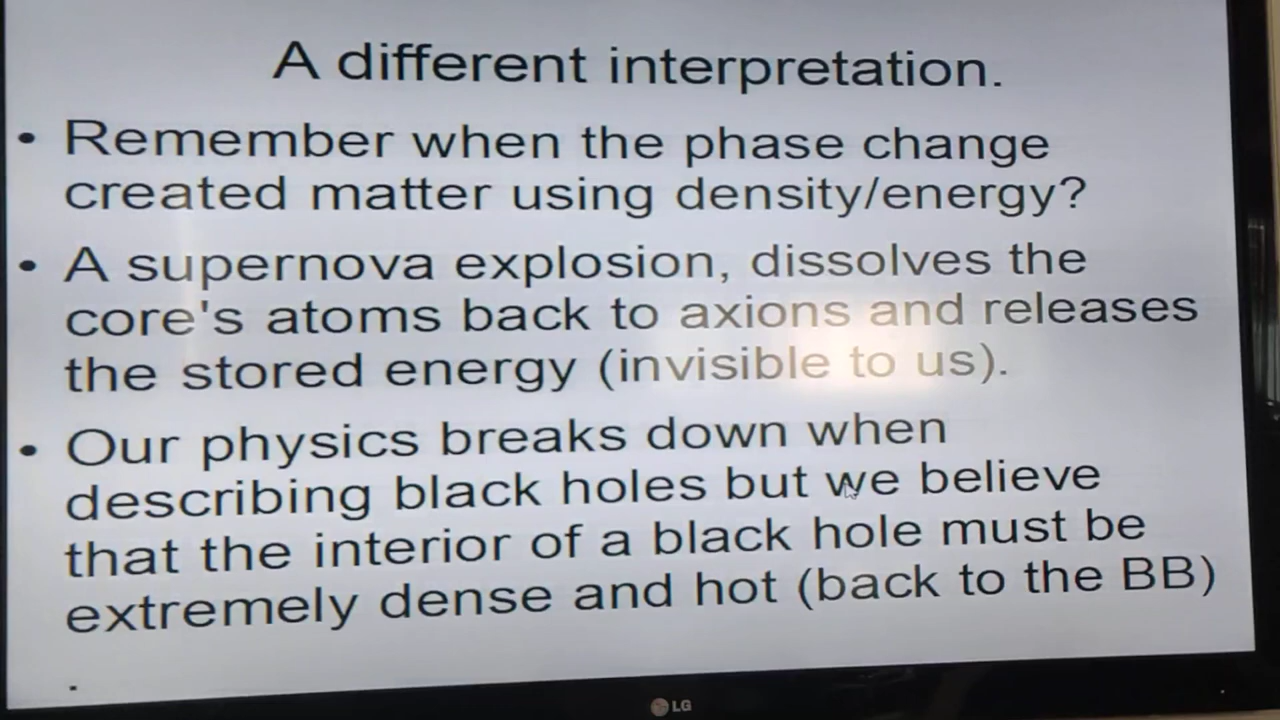 A different interpretation.
• Remember when the phase change
created matter using density/energy?
• A supernova explosion, dissolves the
core's atoms back to axions and releases
the stored energy (invisible to us).
• Our physics breaks down when
describing black holes but we believe
that the interior of a black hole must be
extremely dense and hot (back to the BB)
.
LG